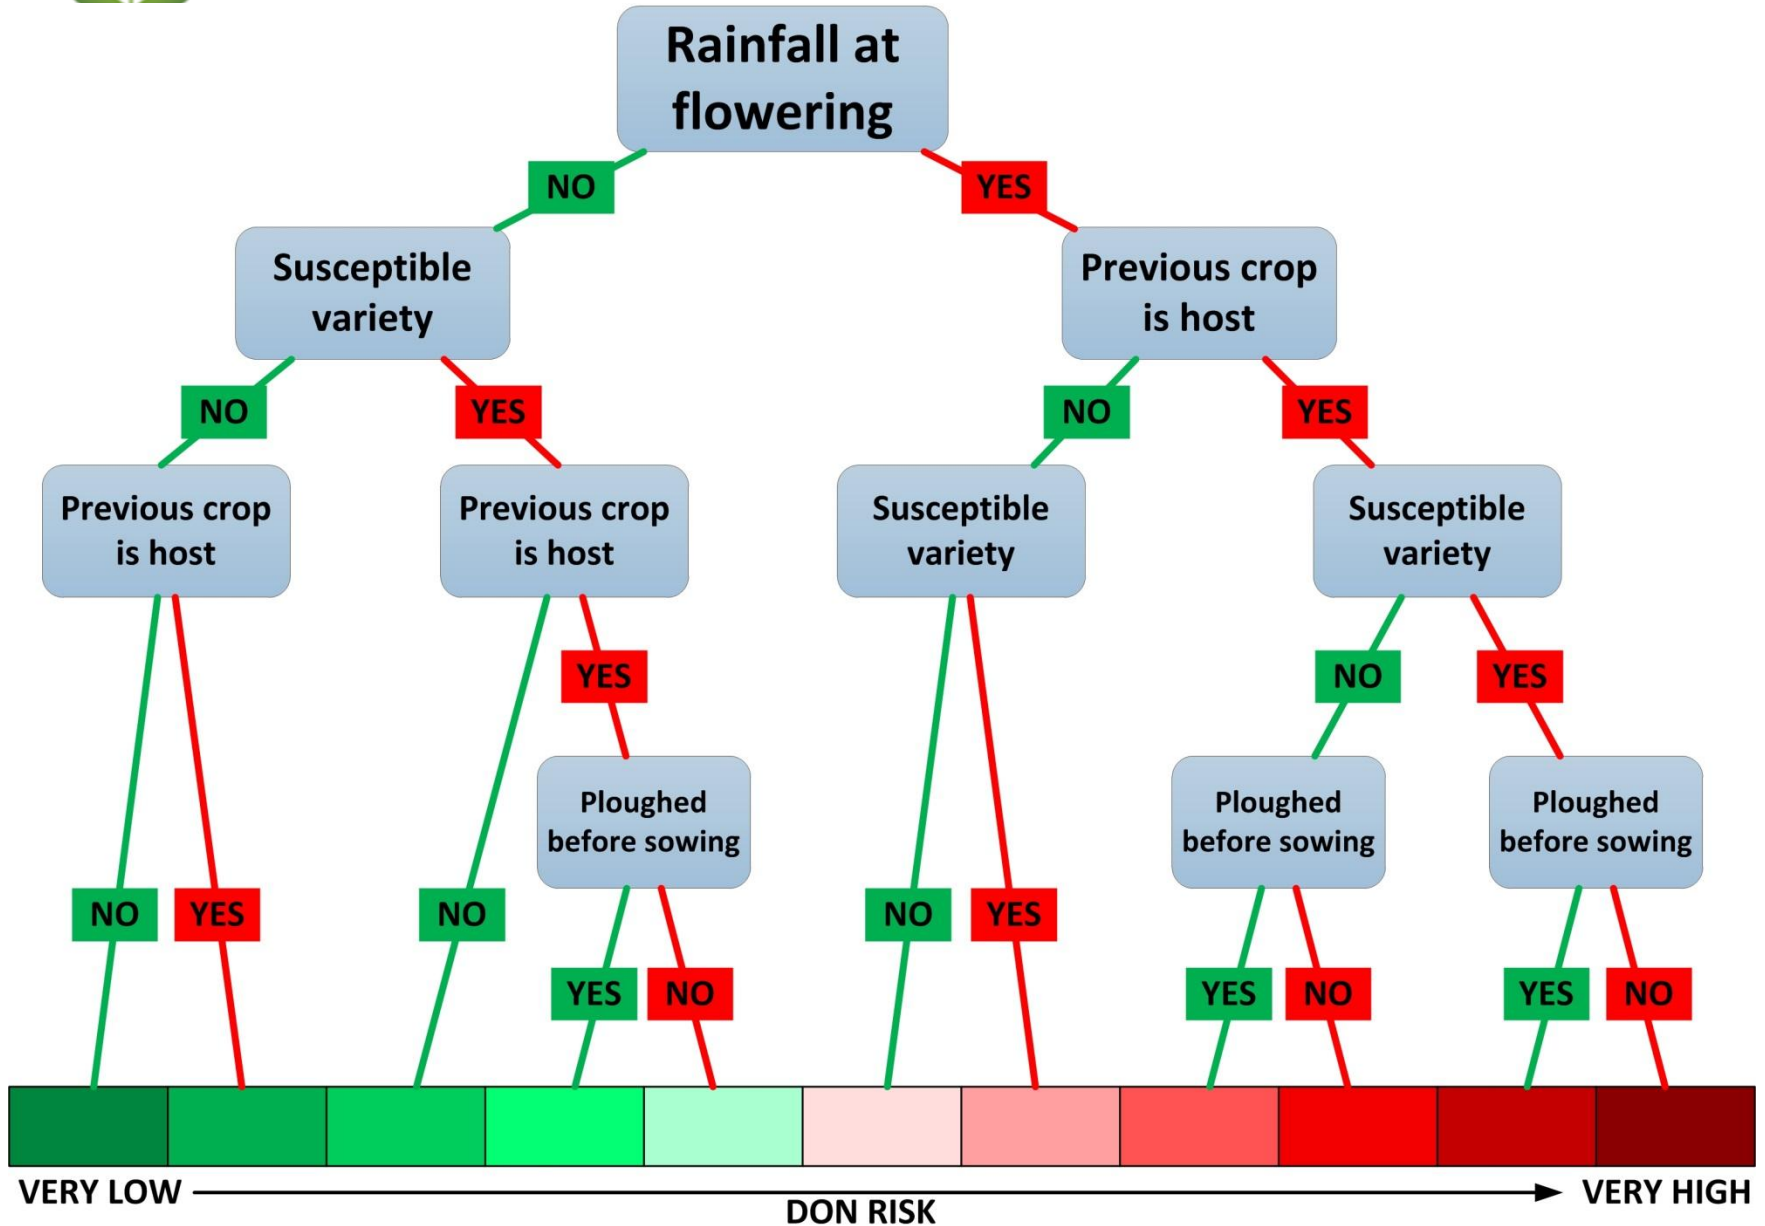 Rainfall at
flowering
NO
YES
Susceptible
variety
Previous crop
is host
NO
YES
NO
YES
Previous crop
is host
Previous crop
is host
Susceptible
variety
Susceptible
variety
YES
NO
YES
Ploughed
before sowing
Ploughed
before sowing
Ploughed
before sowing
NO
YES
NO
NO
YES
YES
NO
YES
NO
YES
NO
VERY LOW
DON RISK
VERY HIGH